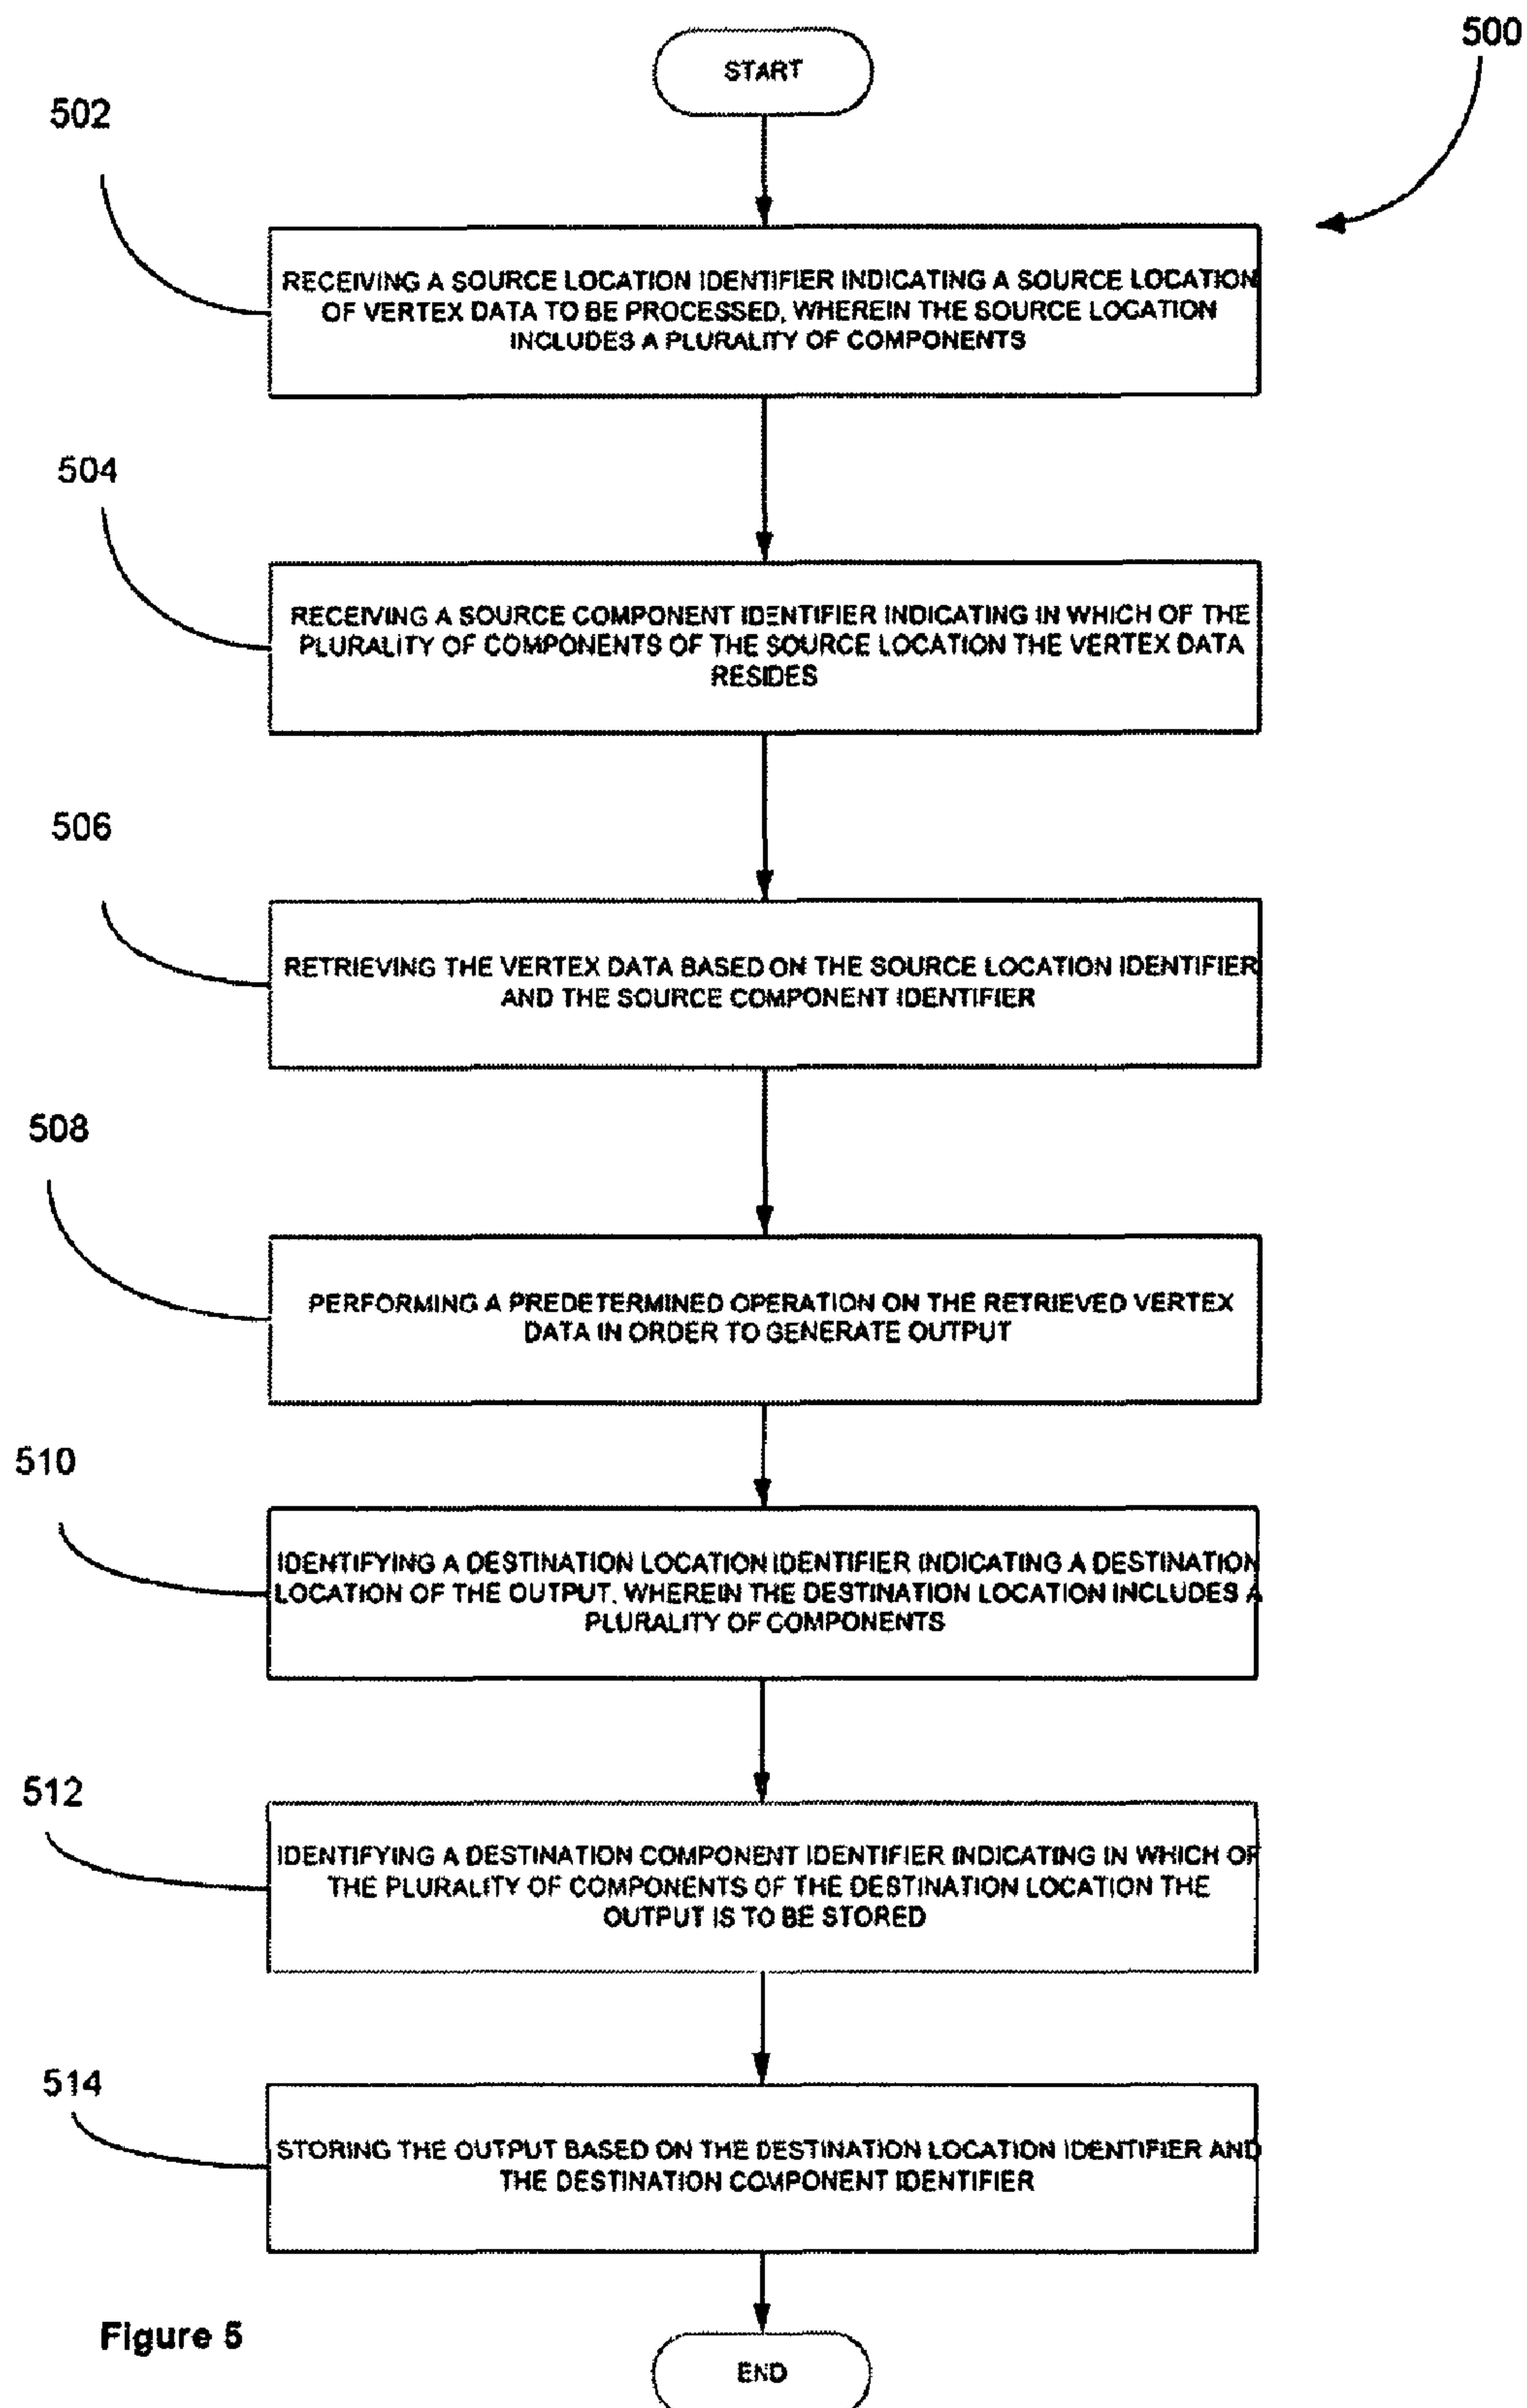 500
START
502
RECEIVING A SOURCE LOCATION IDENTIFIER INDICATING A SOURCE LOCATION
OF VERTEX DATA TO BE PROCESSED, WHEREIN THE SOURCE LOCATION
INCLUDES A PLURALITY OF COMPONENTS
504
RECEIVING A SOURCE COMPONENT IDENTIFIER INDICATING IN WHICH OF THE
PLURALITY OF COMPONENTS OF THE SOURCE LOCATION THE VERTEX DATA
RESIDES
506
RETRIEVING THE VERTEX DATA BASED ON THE SOURCE LOCATION IDENTIFIER
AND THE SOURCE COMPONENT IDENTIFIER
508
PERFORMING A PREDETERMINED OPERATION ON THE RETRIEVED VERTEX
DATA IN ORDER TO GENERATE OUTPUT
510
IDENTIFYING A DESTINATION LOCATION IDENTIFIER INDICATING A DESTINATION
LOCATION OF THE OUTPUT, WHEREIN THE DESTINATION LOCATION INCLUDES A
PLURALITY OF COMPONENTS
512
IDENTIFYING A DESTINATION COMPONENT IDENTIFIER INDICATING IN WHICH OF
THE PLURALITY OF COMPONENTS OF THE DESTINATION LOCATION THE
OUTPUT IS TO BE STORED
514
STORING THE OUTPUT BASED ON THE DESTINATION LOCATION IDENTIFIER AND
THE DESTINATION COMPONENT IDENTIFIER
Figure 5
END